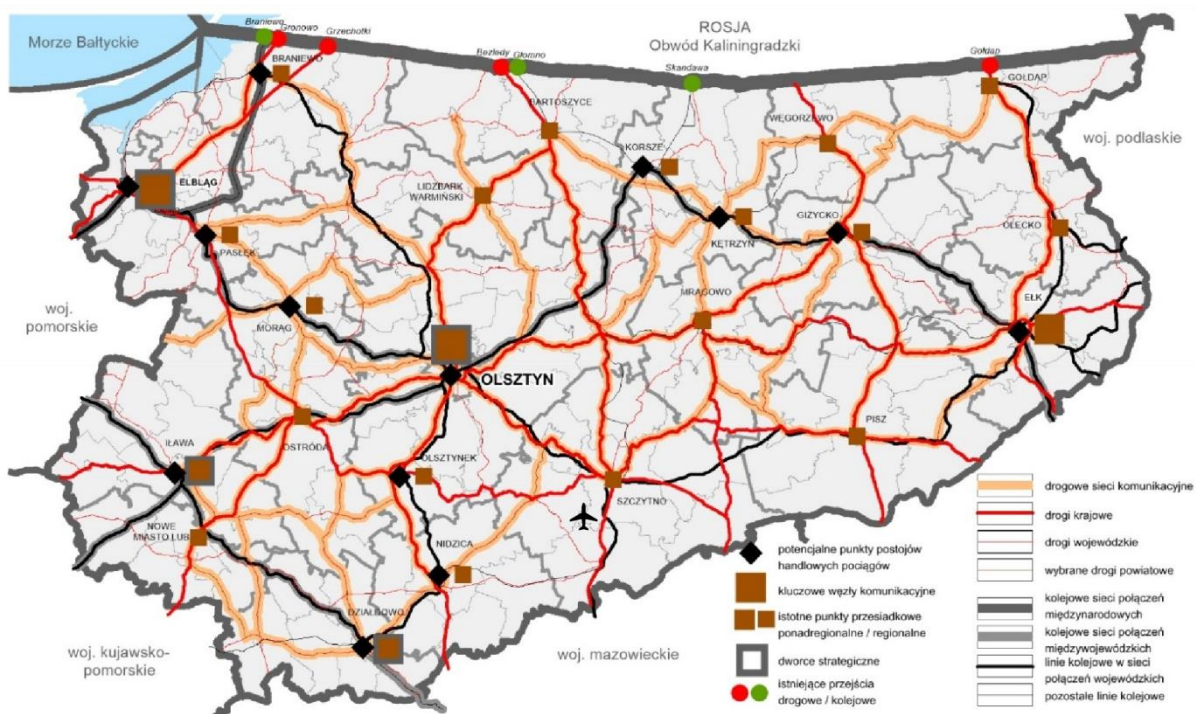 Morze Bałtyckie
Braniewo
Gronowo
Grzechotki
Bezledy
Głomno
Skandawa
ROSJA
Obwód Kaliningradzki
Gołdap
BRANIEWO
GOŁDAP
BARTOSZYCE
WĘGORZEWO
woj. podlaskie
KORSZE
ELBLĄG
LIDZBARK
WARMIŃSKI
GIŻYCKO
KĘTRZYN
OLECKO
PASŁĘK
woj.
pomorskie
MRĄGOWO
EŁK
MORĄG
OLSZTYN
PISZ
OSTRÓDA
IŁAWA
OLSZTYNEK
SZCZYTNO
NOWE
MIASTO LUB.
NIDZICA
DZIAŁDOWO
woj. kujawsko-
pomorskie
woj. mazowieckie
potencjalne punkty postojów
handlowych pociągów
kluczowe węzły komunikacyjne
istotne punkty przesiadkowe
ponadregionalne / regionalne
dworce strategiczne
istniejące przejścia
drogowe / kolejowe
drogowe sieci komunikacyjne
drogi krajowe
drogi wojewódzkie
wybrane drogi powiatowe
kolejowe sieci połączeń
międzynarodowych
kolejowe sieci połączeń
międzywojewódzkich
linie kolejowe w sieci
połączeń wojewódzkich
pozostałe linie kolejowe